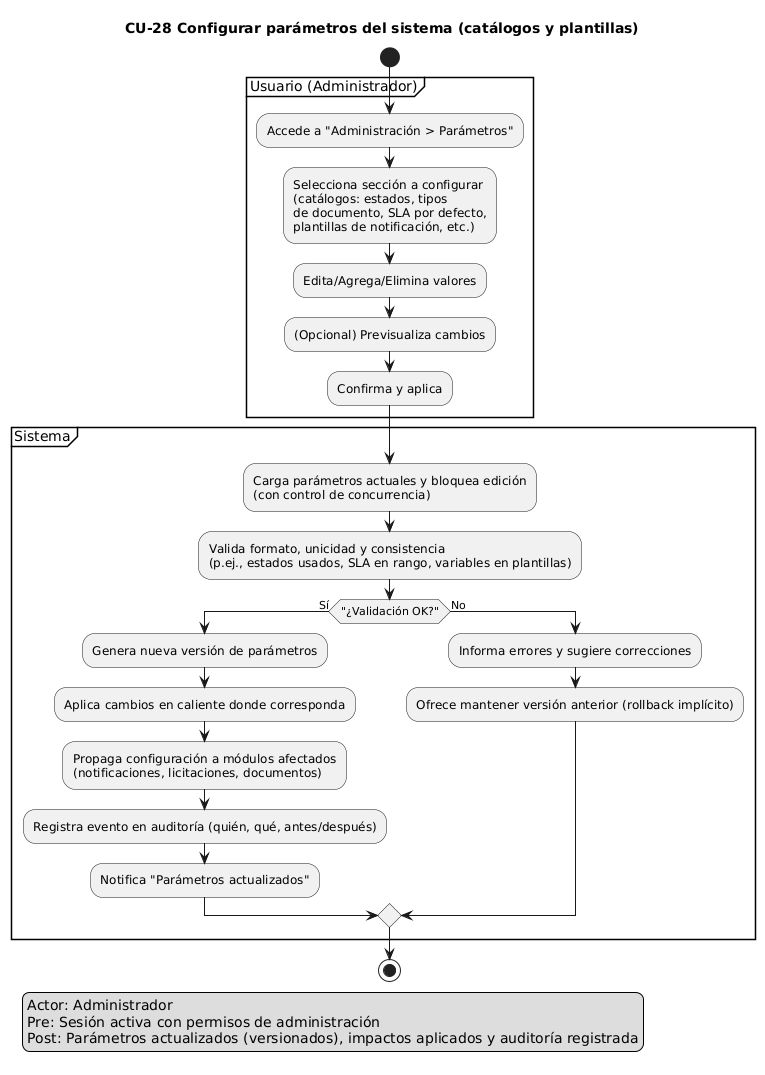 CU-28 Configurar parámetros del sistema (catálogos y plantillas)
Usuario (Administrador)
Accede a "Administración > Parámetros"
Selecciona sección a configurar
(catálogos: estados, tipos
de documento, SLA por defecto,
plantillas de notificación, etc.)
Edita/Agrega/Elimina valores
(Opcional) Previsualiza cambios
Confirma y aplica
Sistema
Carga parámetros actuales y bloquea edición
(con control de concurrencia)
Valida formato, unicidad y consistencia
(p.ej., estados usados, SLA en rango, variables en plantillas)
Sí
"¿Validación OK?"
No
Genera nueva versión de parámetros
Aplica cambios en caliente donde corresponda
Propaga configuración a módulos afectados
(notificaciones, licitaciones, documentos)
Registra evento en auditoría (quién, qué, antes/después)
Notifica "Parámetros actualizados"
Informa errores y sugiere correcciones
Ofrece mantener versión anterior (rollback implícito)
Actor: Administrador
Pre: Sesión activa con permisos de administración
Post: Parámetros actualizados (versionados), impactos aplicados y auditoría registrada